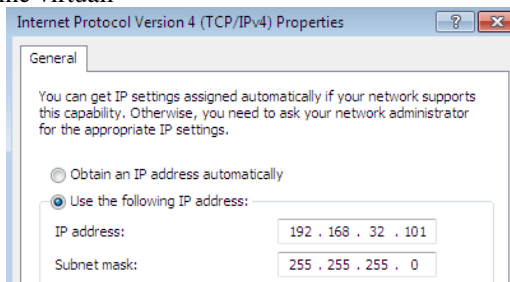 Internet Protocol Version 4 (TCP/IPv4) Properties
General
You can get IP settings assigned automatically if your network supports
this capability. Otherwise, you need to ask your network administrator
for the appropriate IP settings.
Obtain an IP address automatically
Use the following IP address:
IP address: 192 . 168 . 32 . 101
Subnet mask: 255 . 255 . 255 . 0